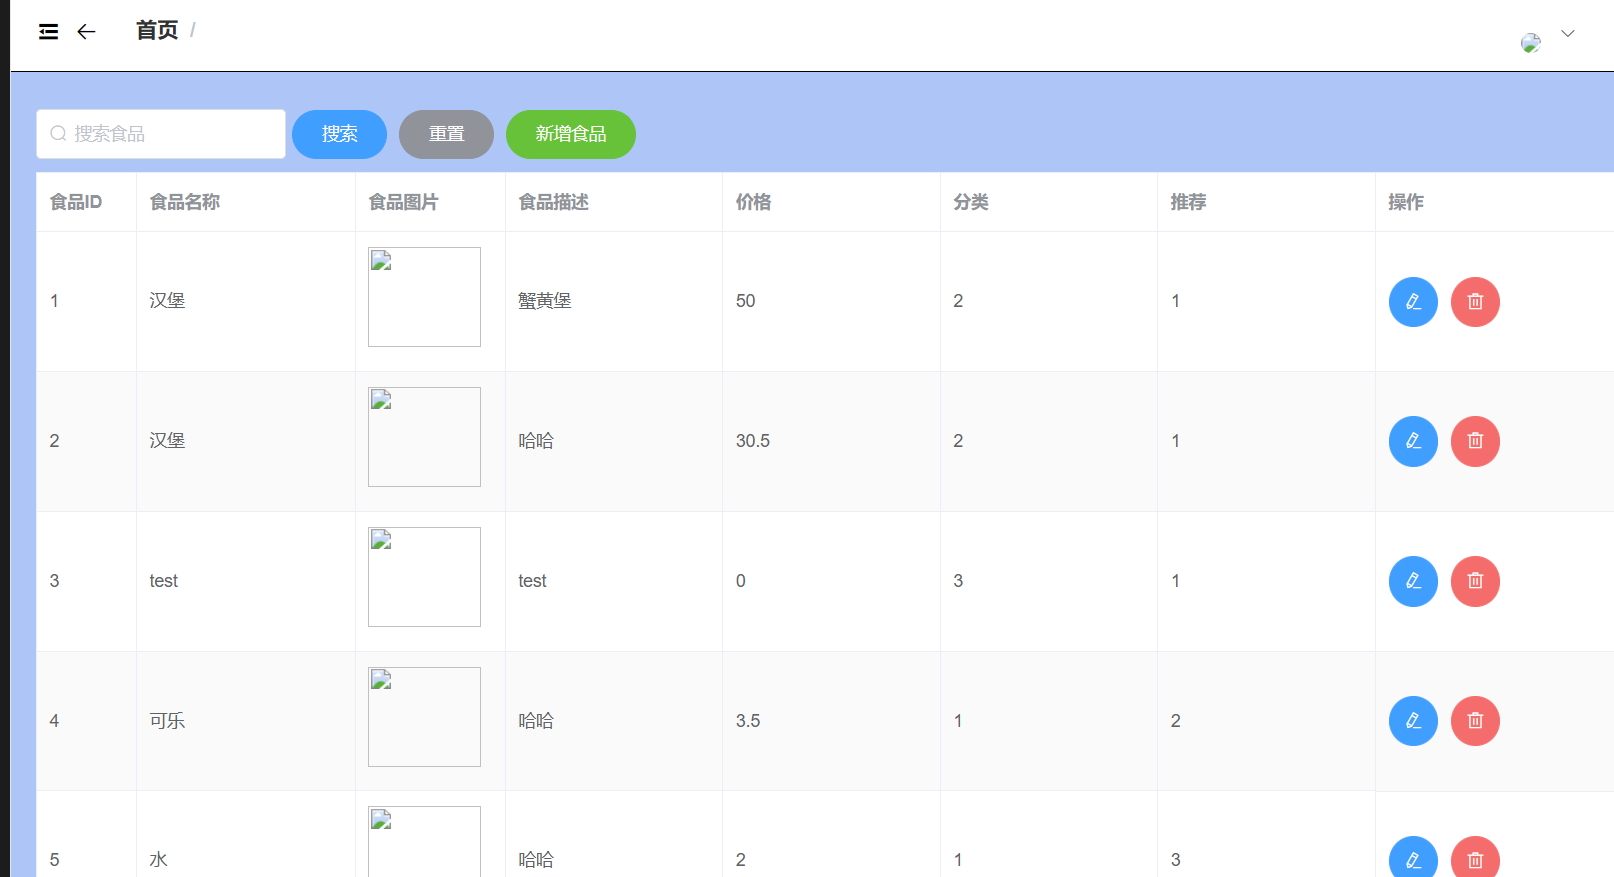 首页 /
搜索食品 搜索 重置 新增食品
食品ID 食品名称 食品图片 食品描述 价格 分类 推荐 操作
1 汉堡 蟹黄堡 50 2 1
2 汉堡 哈哈 30.5 2 1
3 test test 0 3 1
4 可乐 哈哈 3.5 1 2
5 水 哈哈 2 1 3